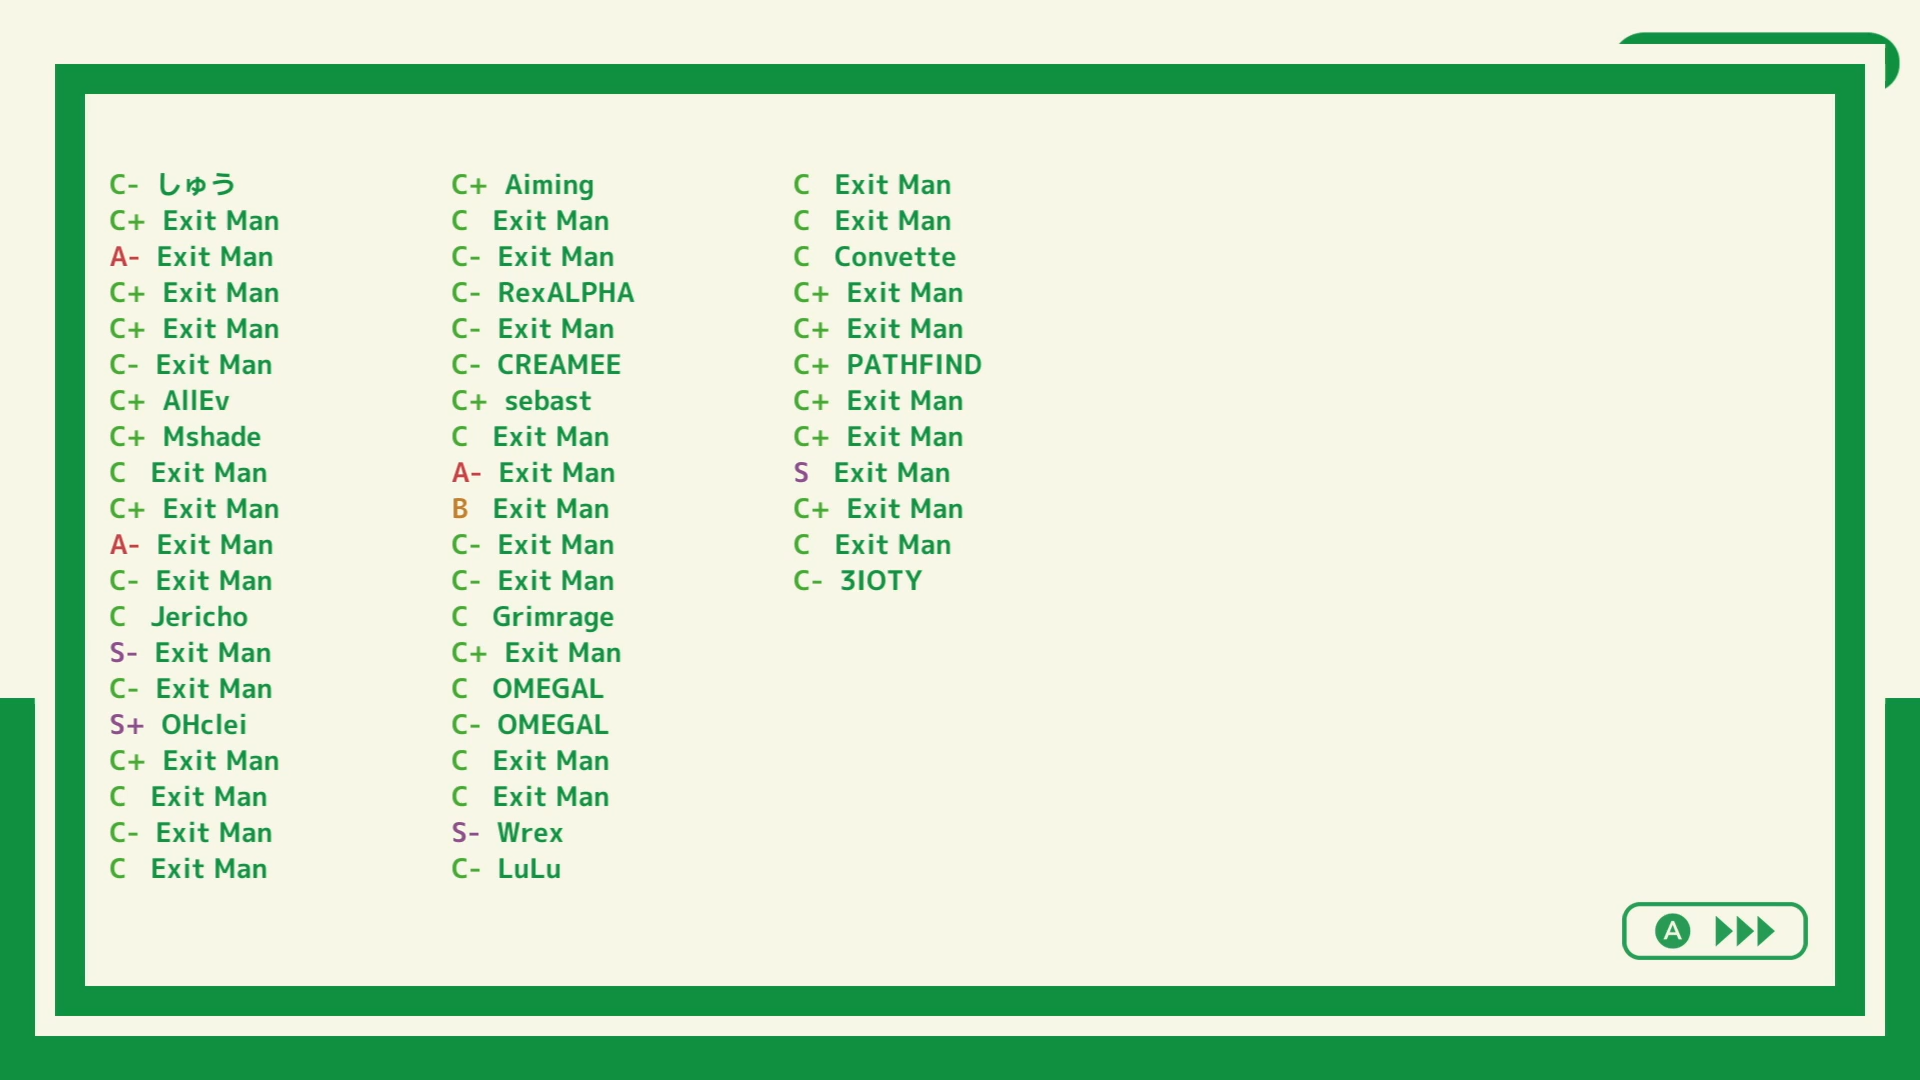 C- しゅう
C+ Exit Man
A- Exit Man
C+ Exit Man
C+ Exit Man
C- Exit Man
C+ AllEv
C+ Mshade
C Exit Man
C+ Exit Man
A- Exit Man
C- Exit Man
C Jericho
S- Exit Man
C- Exit Man
S+ OHclei
C+ Exit Man
C Exit Man
C- Exit Man
C Exit Man
C+ Aiming
C Exit Man
C- Exit Man
C- RexALPHA
C- Exit Man
C- CREAMEE
C+ sebast
C Exit Man
A- Exit Man
B Exit Man
C- Exit Man
C- Exit Man
C Grimrage
C+ Exit Man
C OMEGAL
C- OMEGAL
C Exit Man
C Exit Man
S- Wrex
C- LuLu
C Exit Man
C Exit Man
C Convette
C+ Exit Man
C+ Exit Man
C+ PATHFIND
C+ Exit Man
C+ Exit Man
S Exit Man
C+ Exit Man
C Exit Man
C- 3IOTY
A